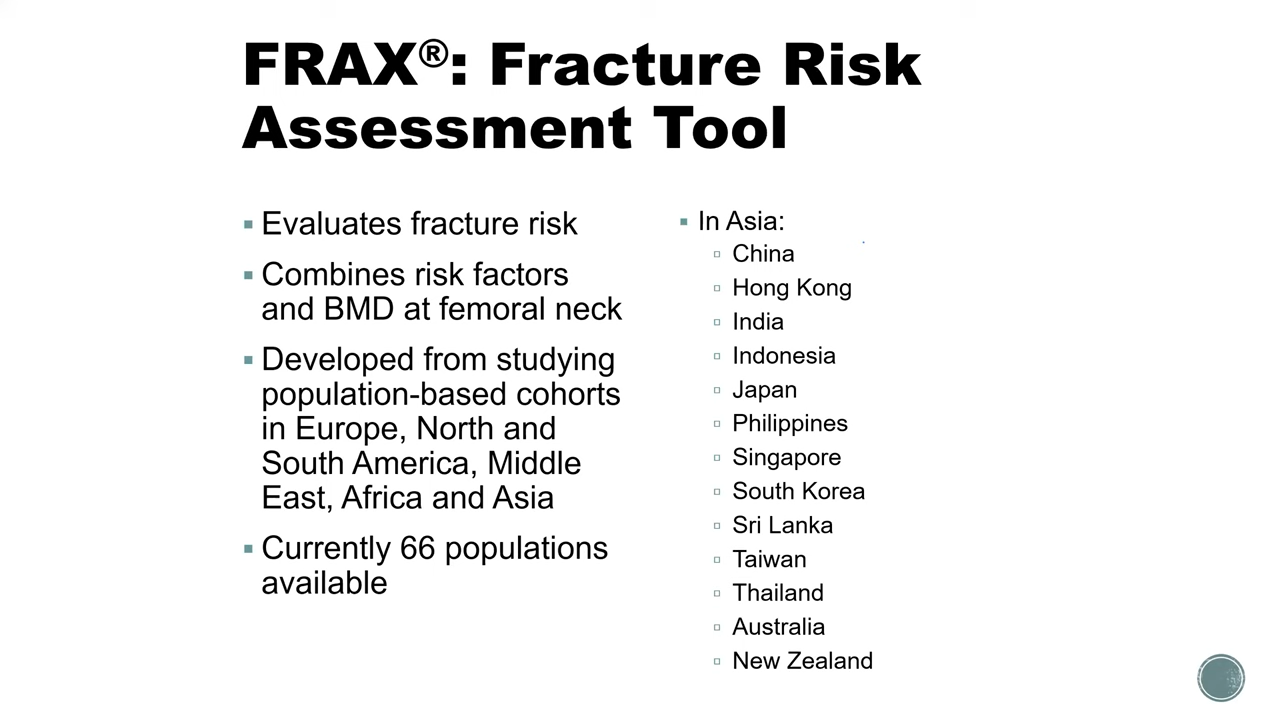 FRAX®: Fracture Risk
Assessment Tool
▪ Evaluates fracture risk
▪ Combines risk factors
and BMD at femoral neck
▪ Developed from studying
population-based cohorts
in Europe, North and
South America, Middle
East, Africa and Asia
▪ Currently 66 populations
available
▪ In Asia:
▫ China
▫ Hong Kong
▫ India
▫ Indonesia
▫ Japan
▫ Philippines
▫ Singapore
▫ South Korea
▫ Sri Lanka
▫ Taiwan
▫ Thailand
▫ Australia
▫ New Zealand